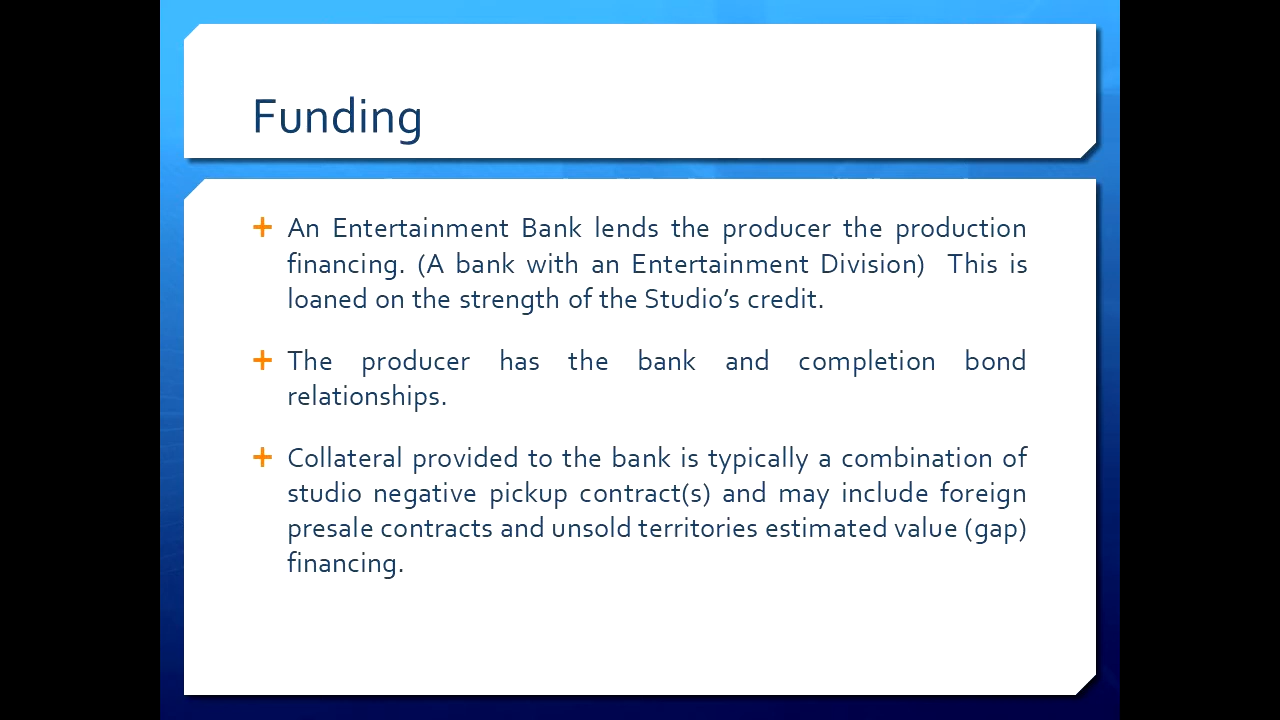 Funding
An Entertainment Bank lends the producer the production
financing. (A bank with an Entertainment Division)  This is
loaned on the strength of the Studio’s credit.
The producer has the bank and completion bond
relationships.
Collateral provided to the bank is typically a combination of
studio negative pickup contract(s) and may include foreign
presale contracts and unsold territories estimated value (gap)
financing.